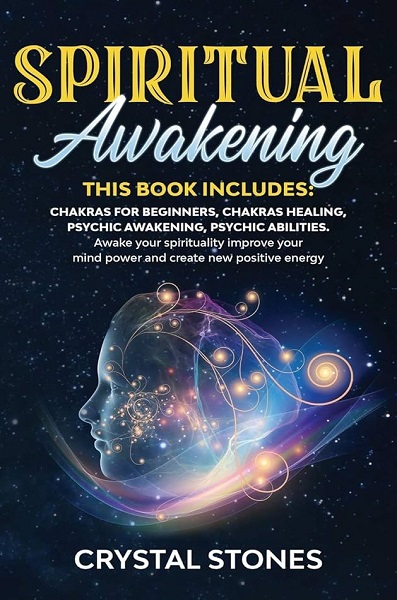 SPIRITUAL
Awakening
THIS BOOK INCLUDES:
CHAKRAS FOR BEGINNERS, CHAKRAS HEALING,
PSYCHIC AWAKENING, PSYCHIC ABILITIES.
Awake your spirituality improve your
mind power and create new positive energy
CRYSTAL STONES